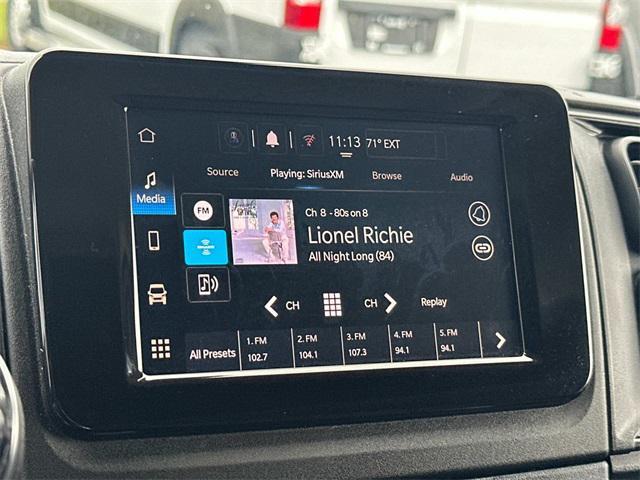 11:13 71° EXT
Source Playing: SiriusXM Browse Audio
Media
FM
Ch 8 - 80s on 8
Lionel Richie
All Night Long (84)
CH CH Replay
All Presets
1. FM 2. FM 3. FM 4. FM 5. FM
102.7 104.1 107.3 94.1 94.1